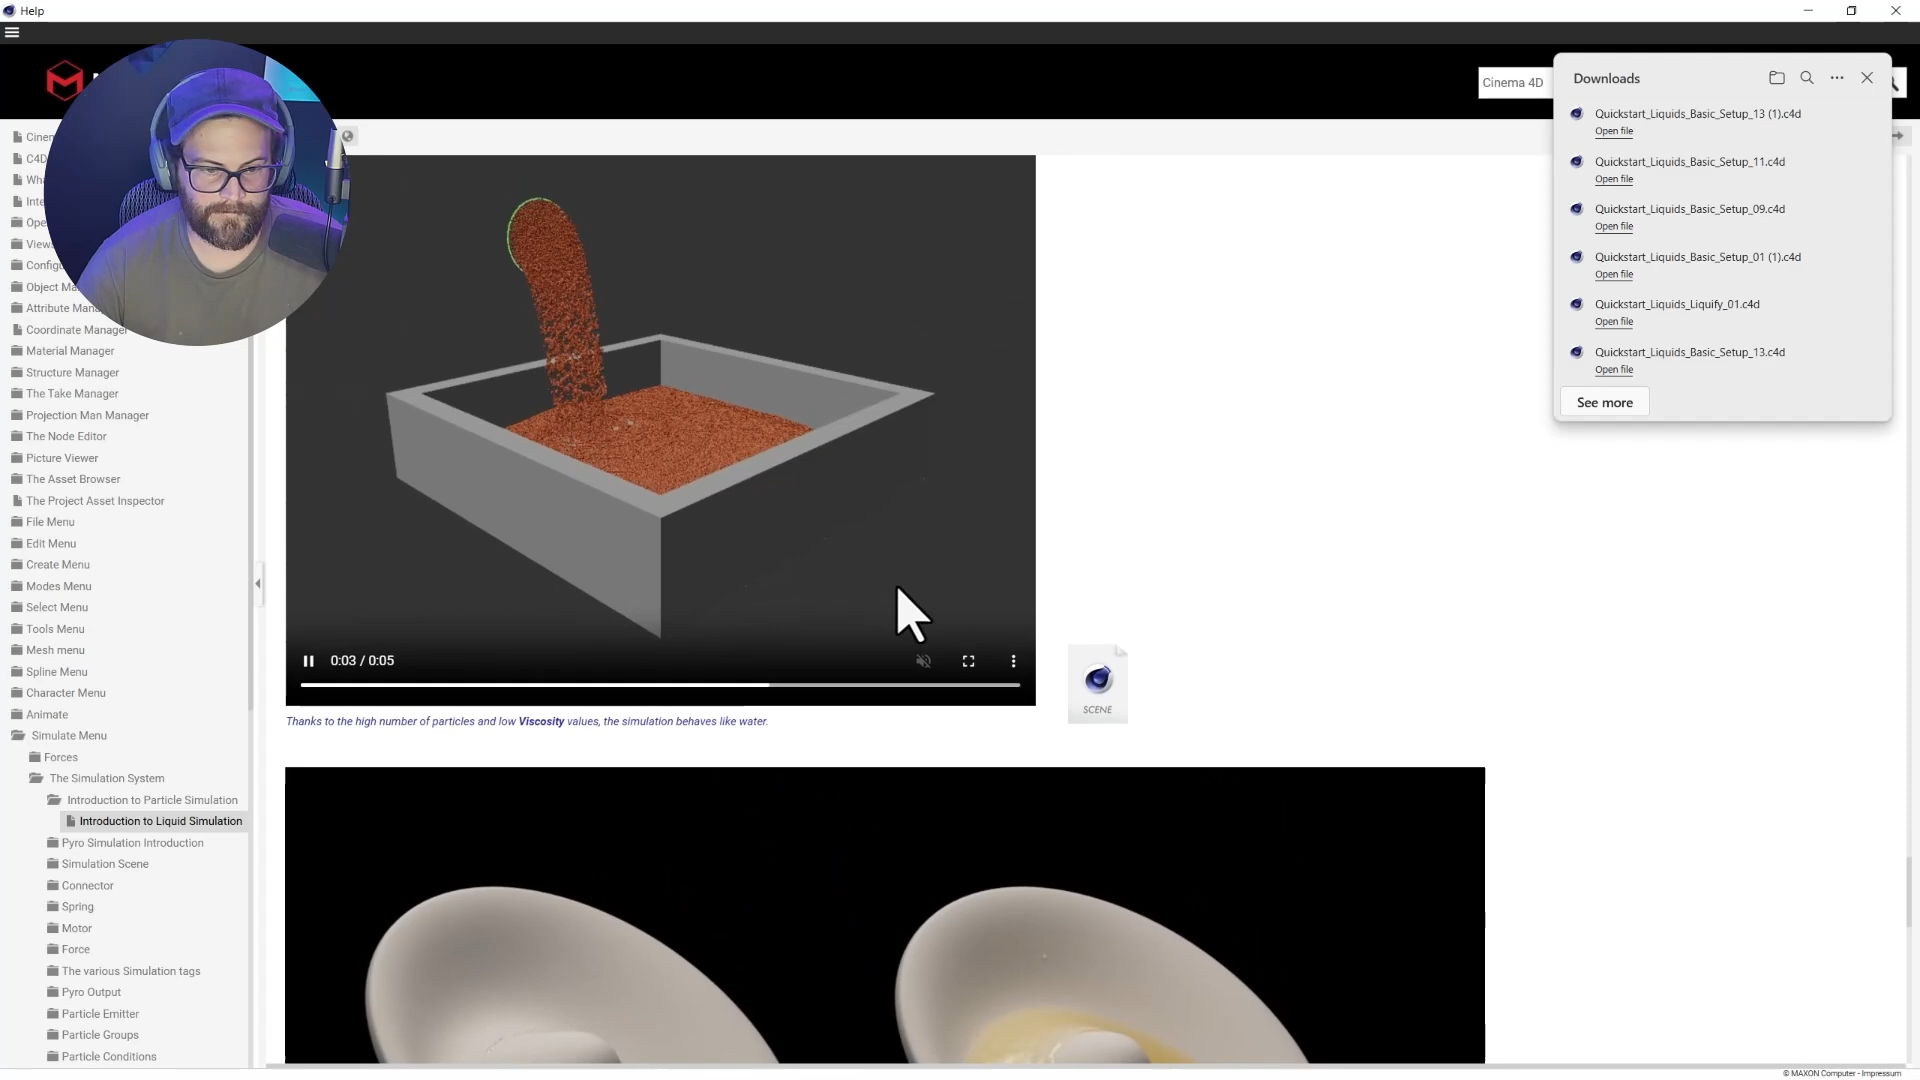 Help
Cinema 4D
Downloads
Quickstart_Liquids_Basic_Setup_13 (1).c4d
Open file
Quickstart_Liquids_Basic_Setup_11.c4d
Open file
Quickstart_Liquids_Basic_Setup_09.c4d
Open file
Quickstart_Liquids_Basic_Setup_01 (1).c4d
Open file
Quickstart_Liquids_Liquify_01.c4d
Open file
Quickstart_Liquids_Basic_Setup_13.c4d
Open file
See more
C4D
Attribute
Coordinate Manager
Material Manager
Structure Manager
The Take Manager
Projection Man Manager
The Node Editor
Picture Viewer
The Asset Browser
The Project Asset Inspector
File Menu
Edit Menu
Create Menu
Modes Menu
Select Menu
Tools Menu
Mesh menu
Spline Menu
Character Menu
Animate
Simulate Menu
Forces
The Simulation System
Introduction to Particle Simulation
Introduction to Liquid Simulation
Pyro Simulation Introduction
Simulation Scene
Connector
Spring
Motor
Force
The various Simulation tags
Pyro Output
Particle Emitter
Particle Groups
Particle Conditions
0:03 / 0:05
SCENE
Thanks to the high number of particles and low Viscosity values, the simulation behaves like water.
© MAXON Computer - Impressum